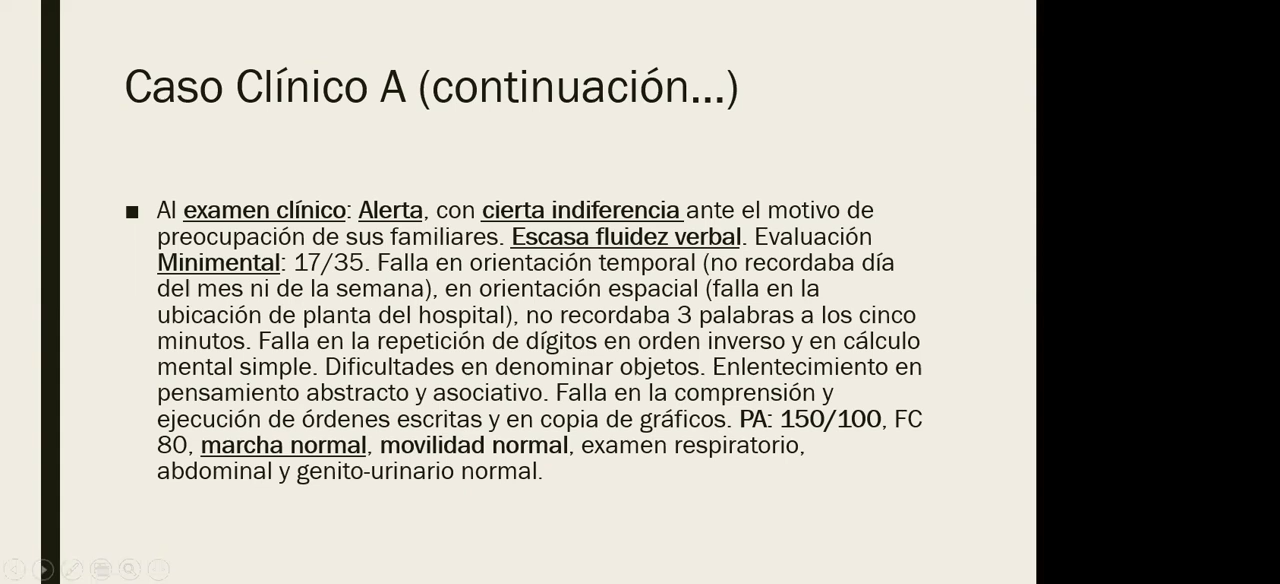 Caso Clínico A (continuación...)
▪ Al examen clínico: Alerta, con cierta indiferencia ante el motivo de
preocupación de sus familiares. Escasa fluidez verbal. Evaluación
Minimental: 17/35. Falla en orientación temporal (no recordaba día
del mes ni de la semana), en orientación espacial (falla en la
ubicación de planta del hospital), no recordaba 3 palabras a los cinco
minutos. Falla en la repetición de dígitos en orden inverso y en cálculo
mental simple. Dificultades en denominar objetos. Enlentecimiento en
pensamiento abstracto y asociativo. Falla en la comprensión y
ejecución de órdenes escritas y en copia de gráficos. PA: 150/100, FC
80, marcha normal, movilidad normal, examen respiratorio,
abdominal y genito-urinario normal.